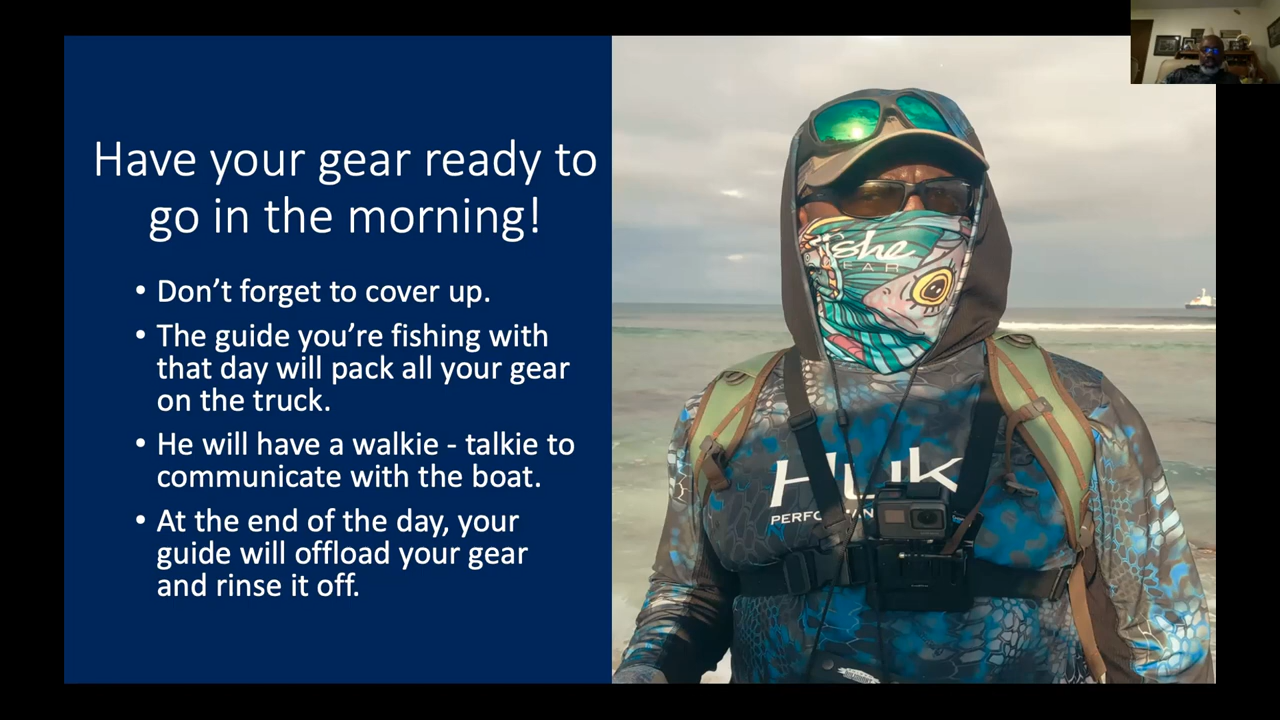 Have your gear ready to
go in the morning!
• Don't forget to cover up.
• The guide you're fishing with
that day will pack all your gear
on the truck.
• He will have a walkie - talkie to
communicate with the boat.
• At the end of the day, your
guide will offload your gear
and rinse it off.
Huk